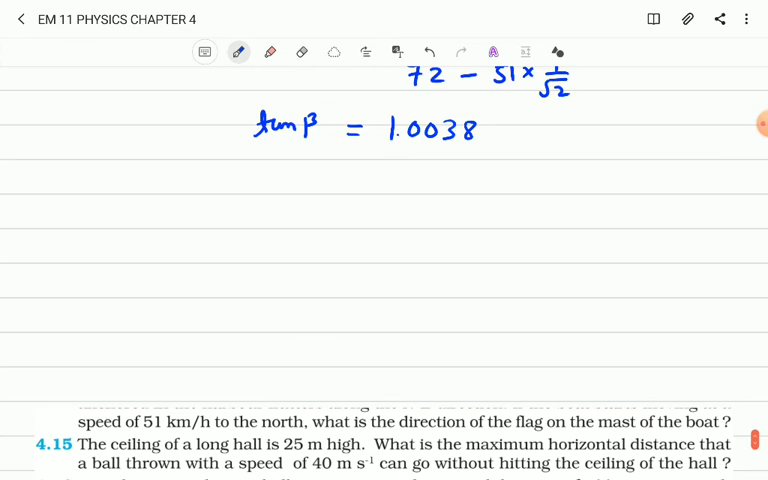 EM 11 PHYSICS CHAPTER 4
72 - 51 × 1/√2
tan β = 1.0038
speed of 51 km/h to the north, what is the direction of the flag on the mast of the boat ?
4.15 The ceiling of a long hall is 25 m high. What is the maximum horizontal distance that
a ball thrown with a speed of 40 m s⁻¹ can go without hitting the ceiling of the hall ?